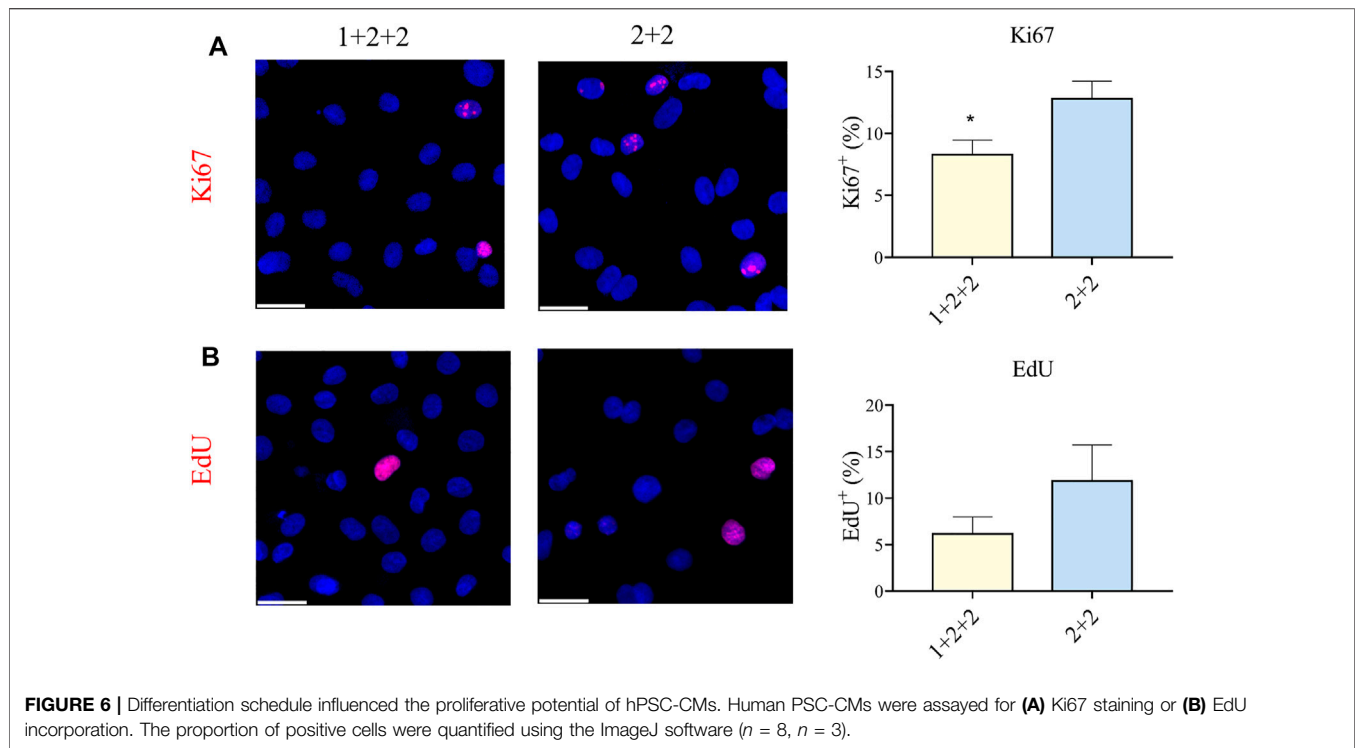 A
1+2+2
2+2
Ki67
Ki67
15
10
5
0
Ki67+ (%)
*
1+2+2
2+2
B
EdU
EdU
20
15
10
5
0
EdU+ (%)
1+2+2
2+2
FIGURE 6 | Differentiation schedule influenced the proliferative potential of hPSC-CMs. Human PSC-CMs were assayed for (A) Ki67 staining or (B) EdU
incorporation. The proportion of positive cells were quantified using the ImageJ software (n = 8, n = 3).